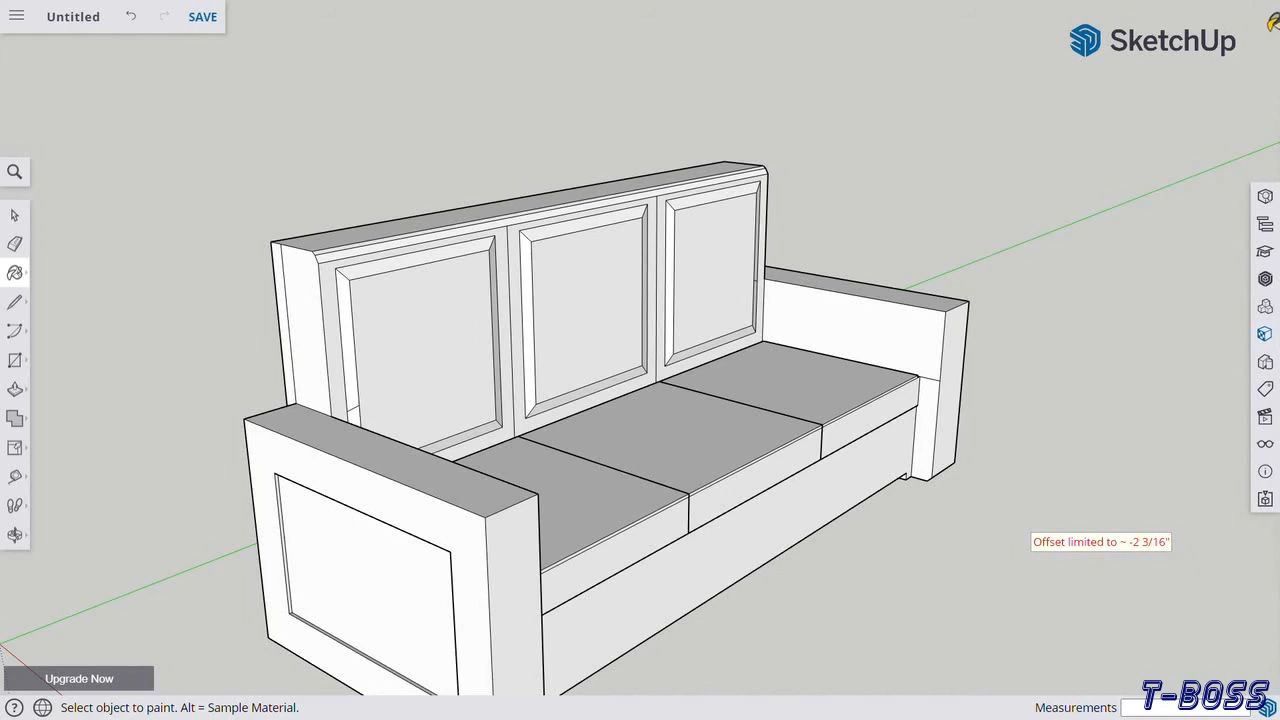 Untitled
SAVE
SketchUp
Offset limited to ~ -2 3/16"
Upgrade Now
Select object to paint. Alt = Sample Material.
Measurements
T-BOSS